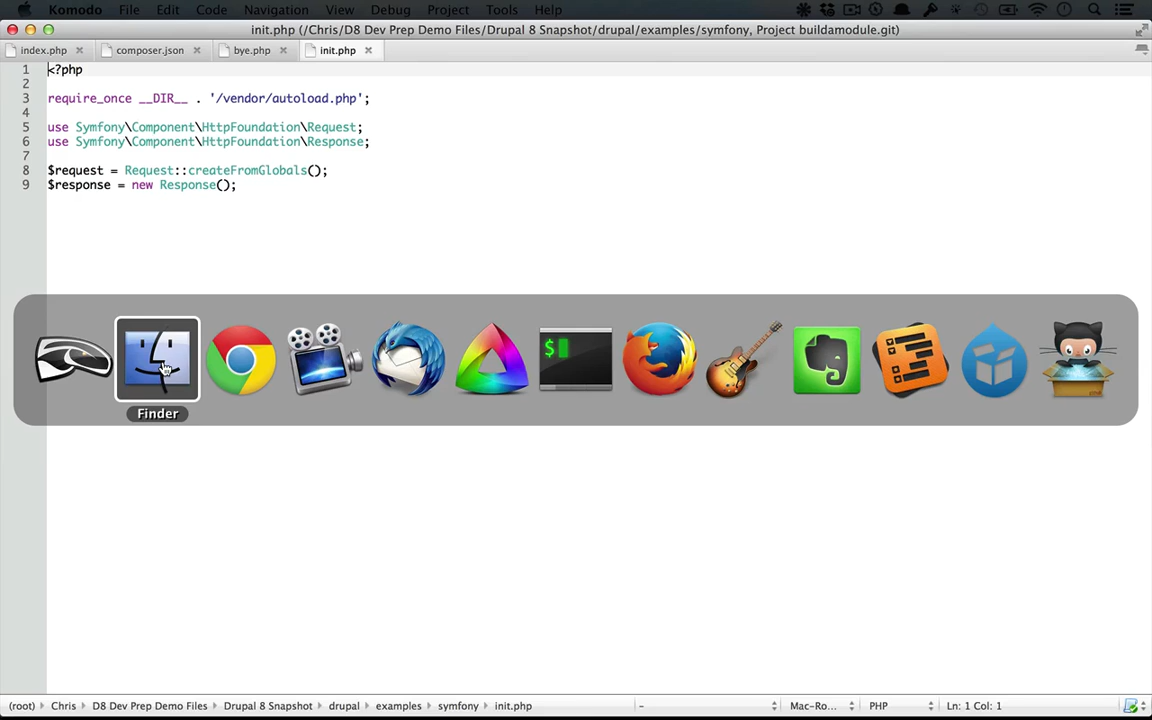 Komodo File Edit Code Navigation View Debug Project Tools Help
init.php (/Chris/D8 Dev Prep Demo Files/Drupal 8 Snapshot/drupal/examples/symfony, Project buildamodule.git)
index.php composer.json bye.php init.php
1 <?php
2
3 require_once __DIR__ . '/vendor/autoload.php';
4
5 use Symfony\Component\HttpFoundation\Request;
6 use Symfony\Component\HttpFoundation\Response;
7
8 $request = Request::createFromGlobals();
9 $response = new Response();
$
Finder
(root) Chris D8 Dev Prep Demo Files Drupal 8 Snapshot drupal examples symfony init.php - Mac-Ro... PHP Ln: 1 Col: 1